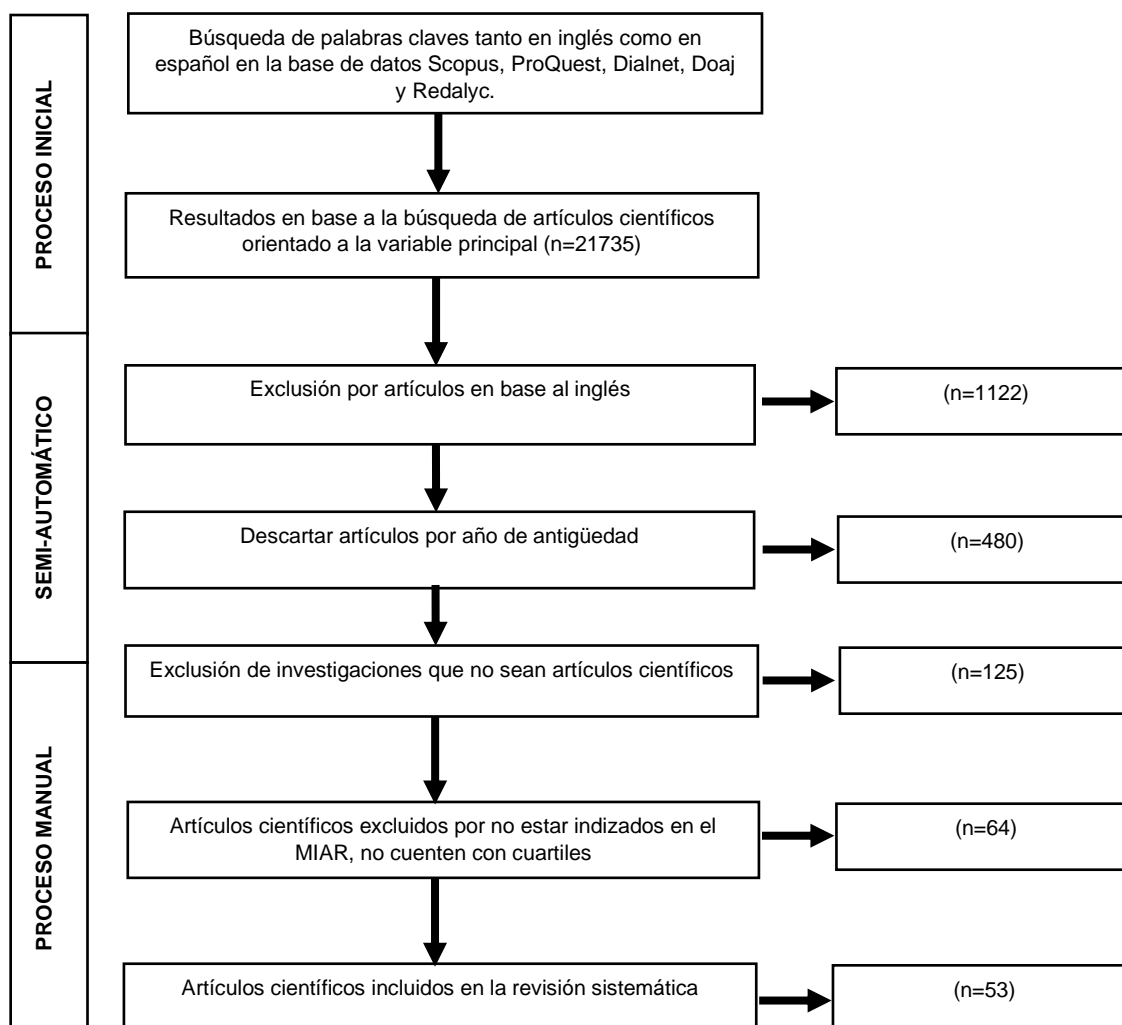 PROCESO INICIAL
Búsqueda de palabras claves tanto en inglés como en
español en la base de datos Scopus, ProQuest, Dialnet, Doaj
y Redalyc.
Resultados en base a la búsqueda de artículos científicos
orientado a la variable principal (n=21735)
SEMI-AUTOMÁTICO
Exclusión por artículos en base al inglés
(n=1122)
Descartar artículos por año de antigüedad
(n=480)
Exclusión de investigaciones que no sean artículos científicos
(n=125)
PROCESO MANUAL
Artículos científicos excluidos por no estar indizados en el
MIAR, no cuenten con cuartiles
(n=64)
Artículos científicos incluidos en la revisión sistemática
(n=53)